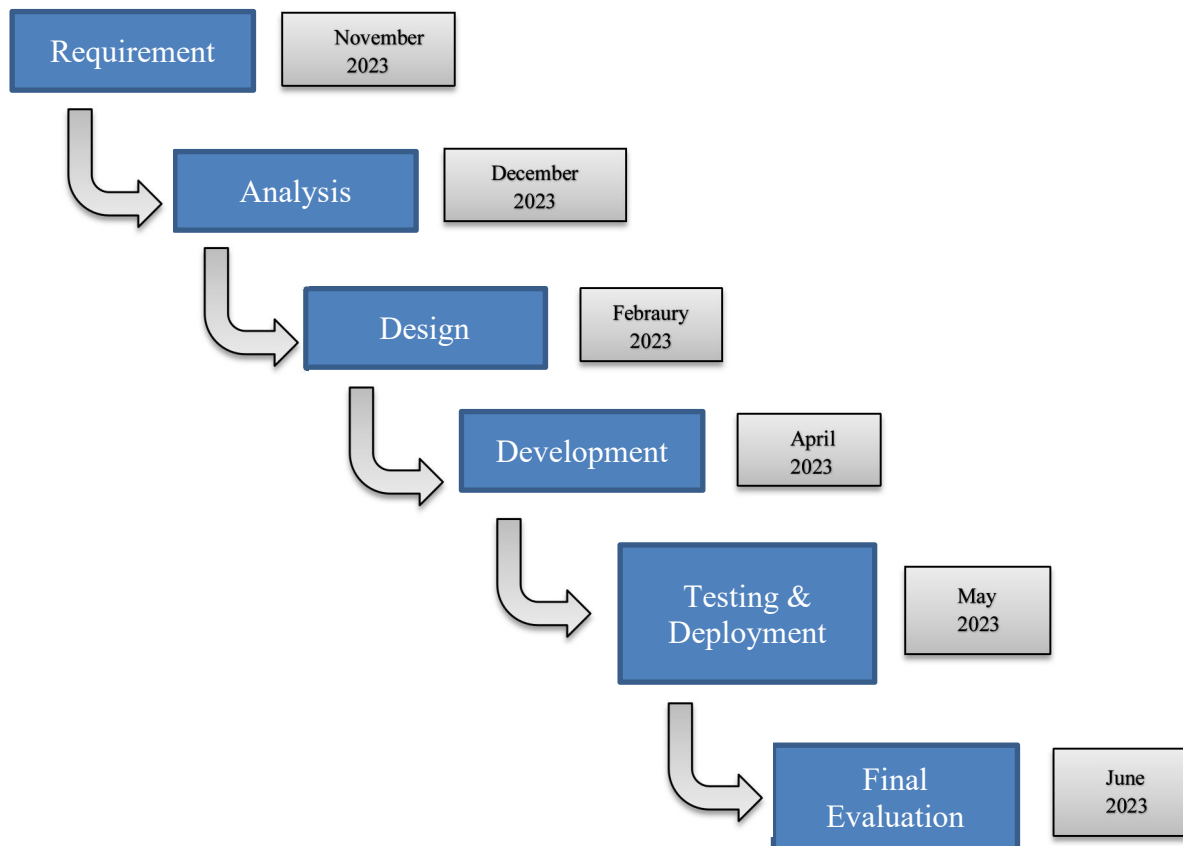 Requirement
November
2023
Analysis
December
2023
Design
Febraury
2023
Development
April
2023
Testing &
Deployment
May
2023
Final
Evaluation
June
2023